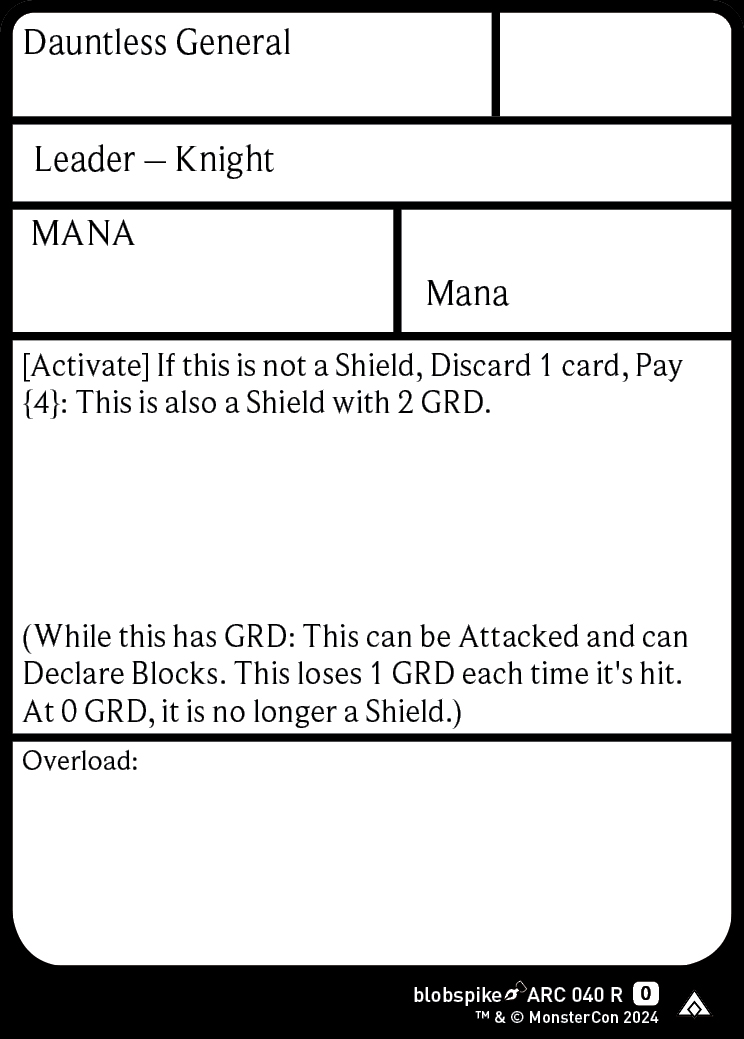 Dauntless General
Leader – Knight
MANA
Mana
[Activate] If this is not a Shield, Discard 1 card, Pay
{4}: This is also a Shield with 2 GRD.
(While this has GRD: This can be Attacked and can
Declare Blocks. This loses 1 GRD each time it's hit.
At 0 GRD, it is no longer a Shield.)
Overload:
blobspike ARC 040 R 0
™ & © MonsterCon 2024